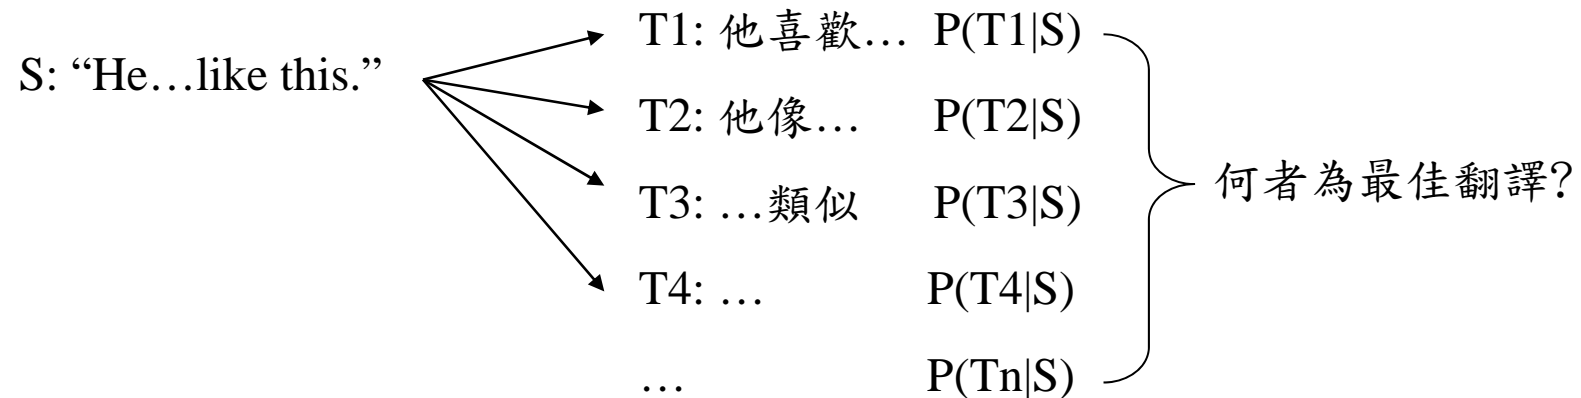 S: “He…like this.”
T1: 他喜歡… P(T1|S)
T2: 他像… P(T2|S)
T3: …類似 P(T3|S)
T4: … P(T4|S)
… P(Tn|S)
何者為最佳翻譯?